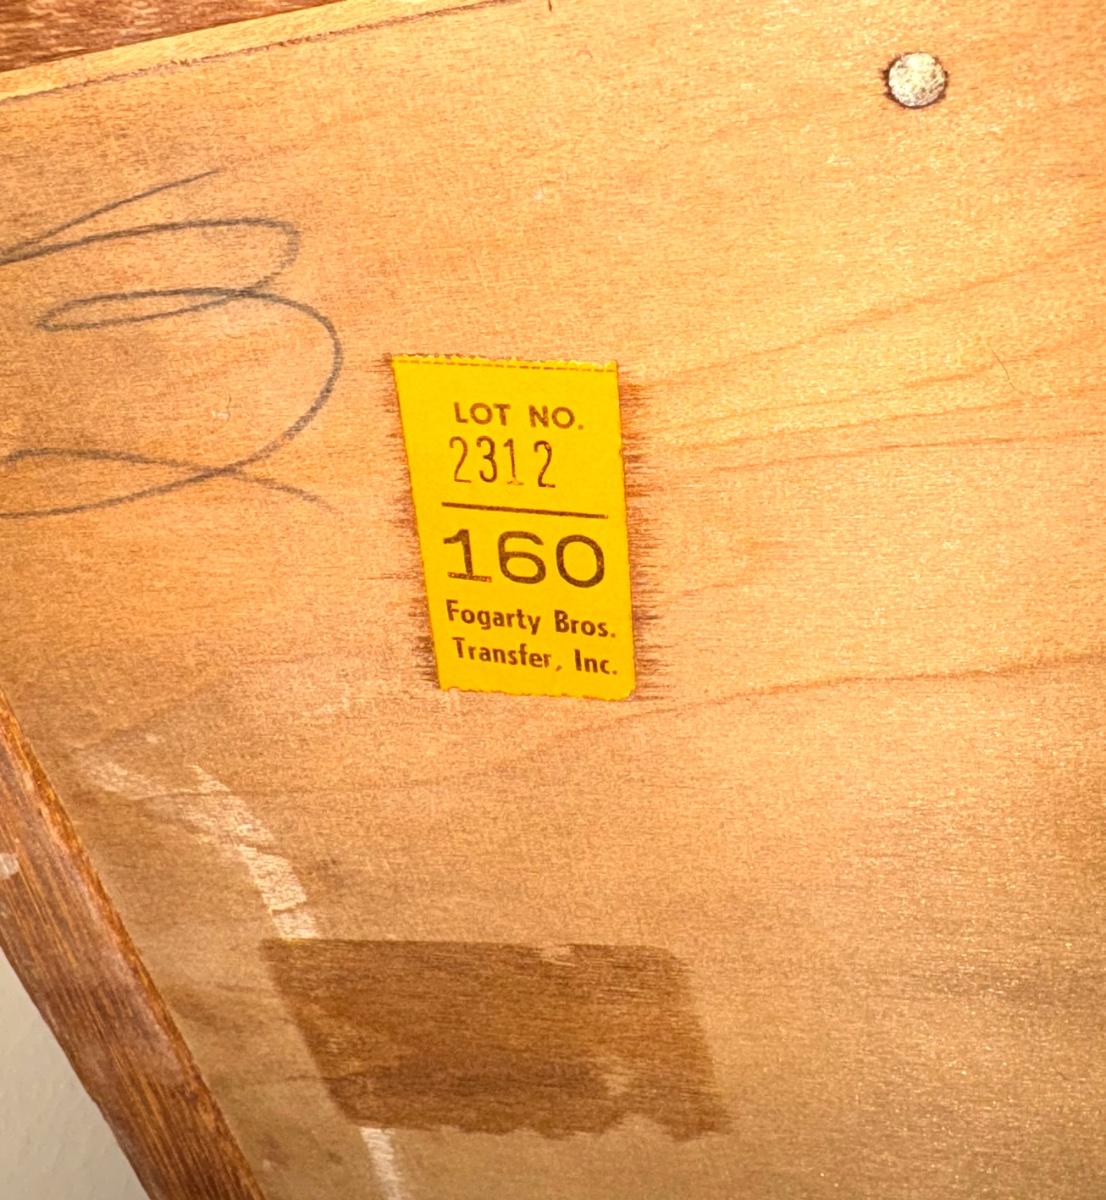 LOT NO.
2312
160
Fogarty Bros.
Transfer, Inc.